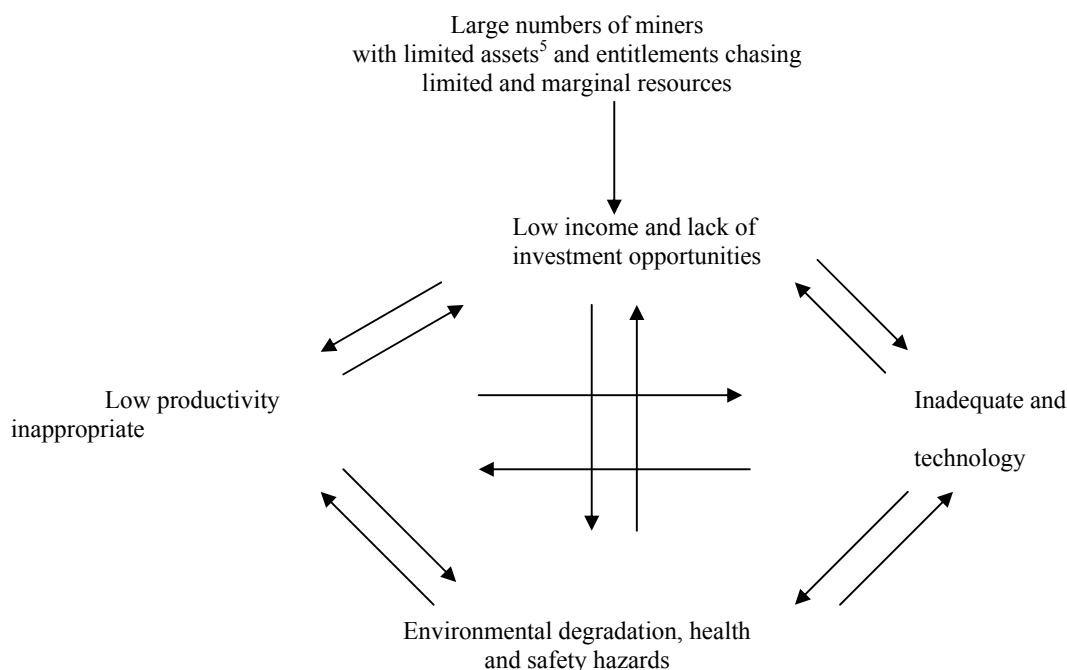 Large numbers of miners
with limited assets5 and entitlements chasing
limited and marginal resources
Low income and lack of
investment opportunities
Low productivity
Inadequate and
inappropriate
technology
Environmental degradation, health
and safety hazards